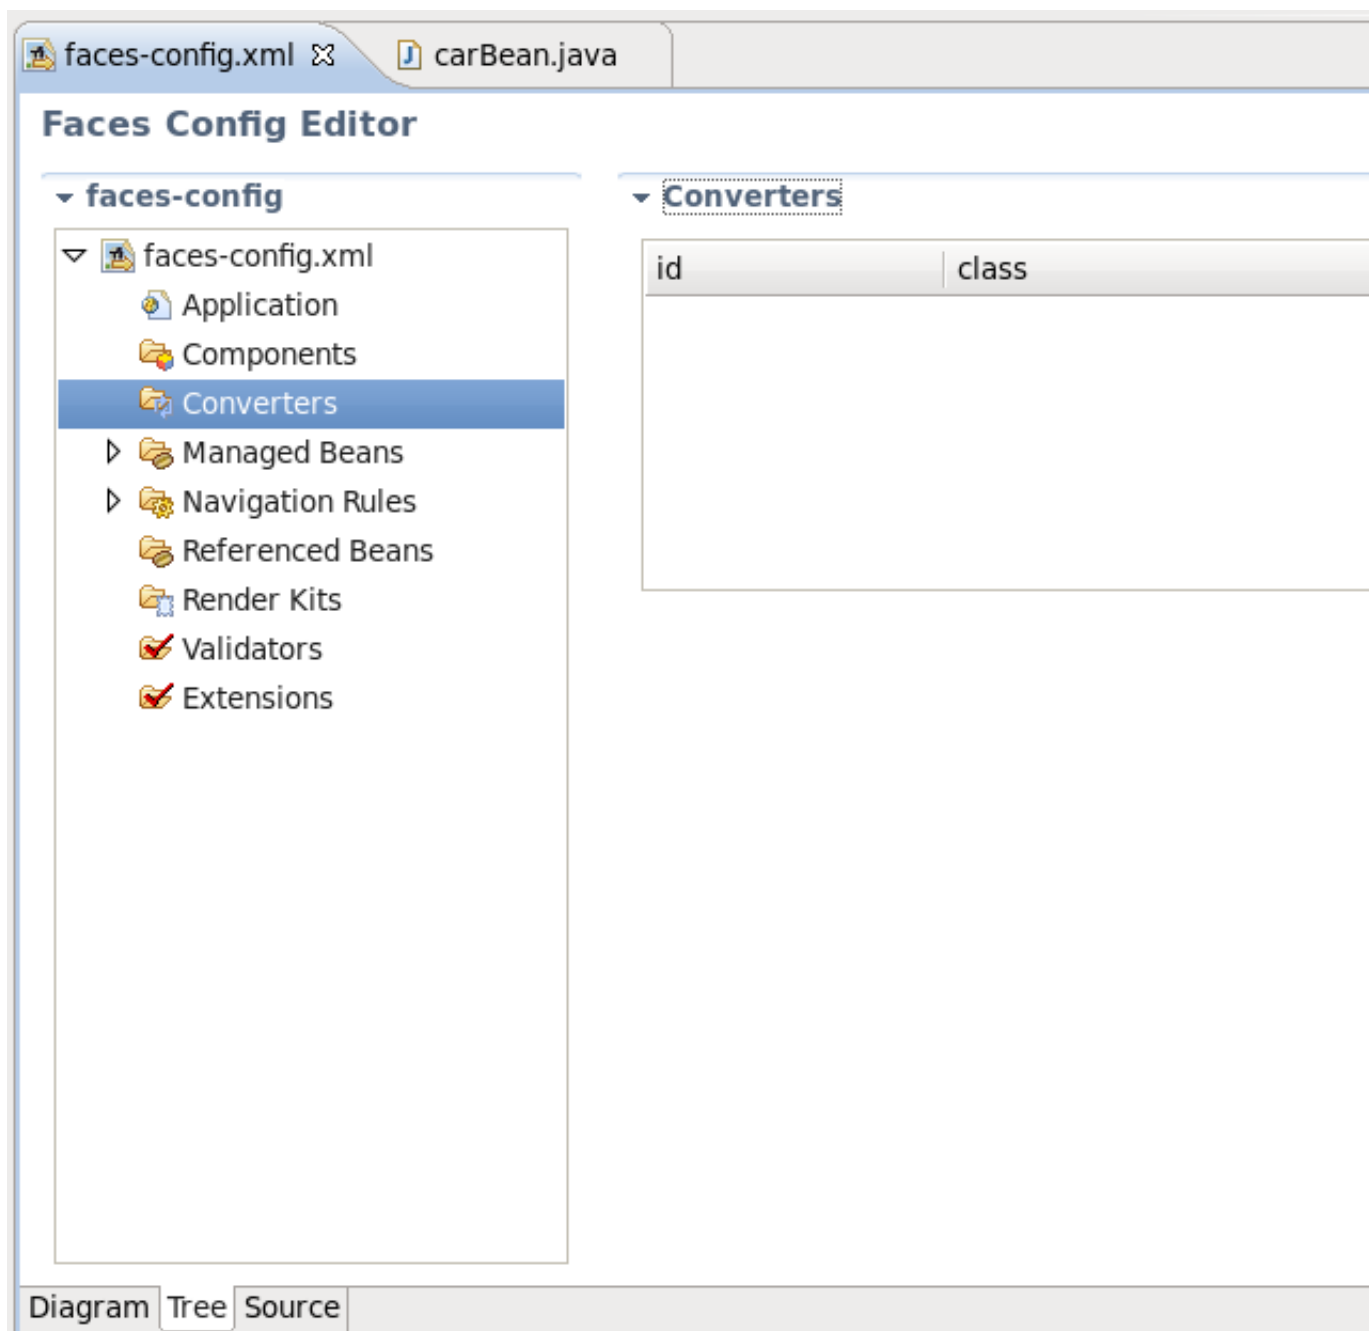 faces-config.xml carBean.java
Faces Config Editor
faces-config
Converters
faces-config.xml
Application
Components
Converters
Managed Beans
Navigation Rules
Referenced Beans
Render Kits
Validators
Extensions
id class
Diagram Tree Source